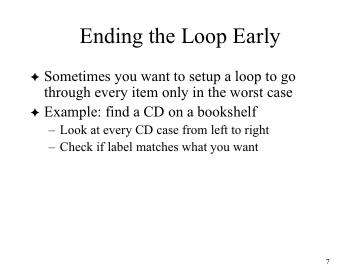 Ending the Loop Early
✦ Sometimes you want to setup a loop to go
through every item only in the worst case
✦ Example: find a CD on a bookshelf
– Look at every CD case from left to right
– Check if label matches what you want
7